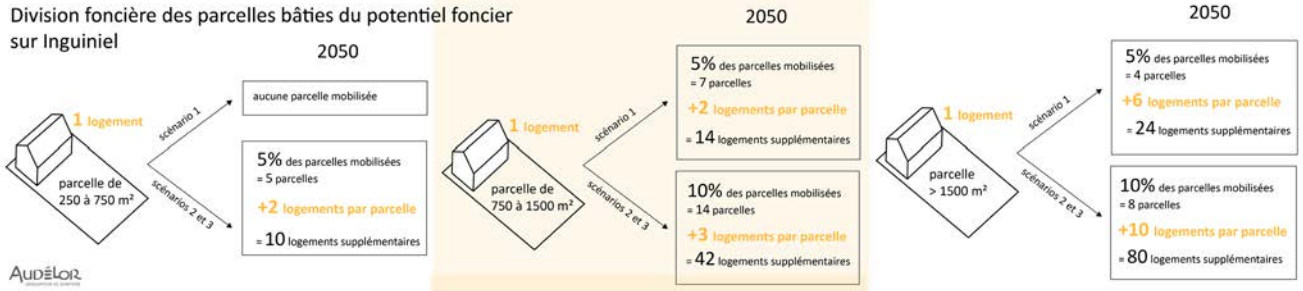 Division foncière des parcelles bâties du potentiel foncier
sur Inguiniel
2050
1 logement
parcelle de
250 à 750 m²
scénario 1
aucune parcelle mobilisée
scénarios 2 et 3
5% des parcelles mobilisées
= 5 parcelles
+2 logements par parcelle
= 10 logements supplémentaires
2050
1 logement
parcelle de
750 à 1500 m²
scénario 1
5% des parcelles mobilisées
= 7 parcelles
+2 logements par parcelle
= 14 logements supplémentaires
scénarios 2 et 3
10% des parcelles mobilisées
= 14 parcelles
+3 logements par parcelle
= 42 logements supplémentaires
2050
1 logement
parcelle
> 1500 m²
scénario 1
5% des parcelles mobilisées
= 4 parcelles
+6 logements par parcelle
= 24 logements supplémentaires
scénarios 2 et 3
10% des parcelles mobilisées
= 8 parcelles
+10 logements par parcelle
= 80 logements supplémentaires
AUDÉLOR